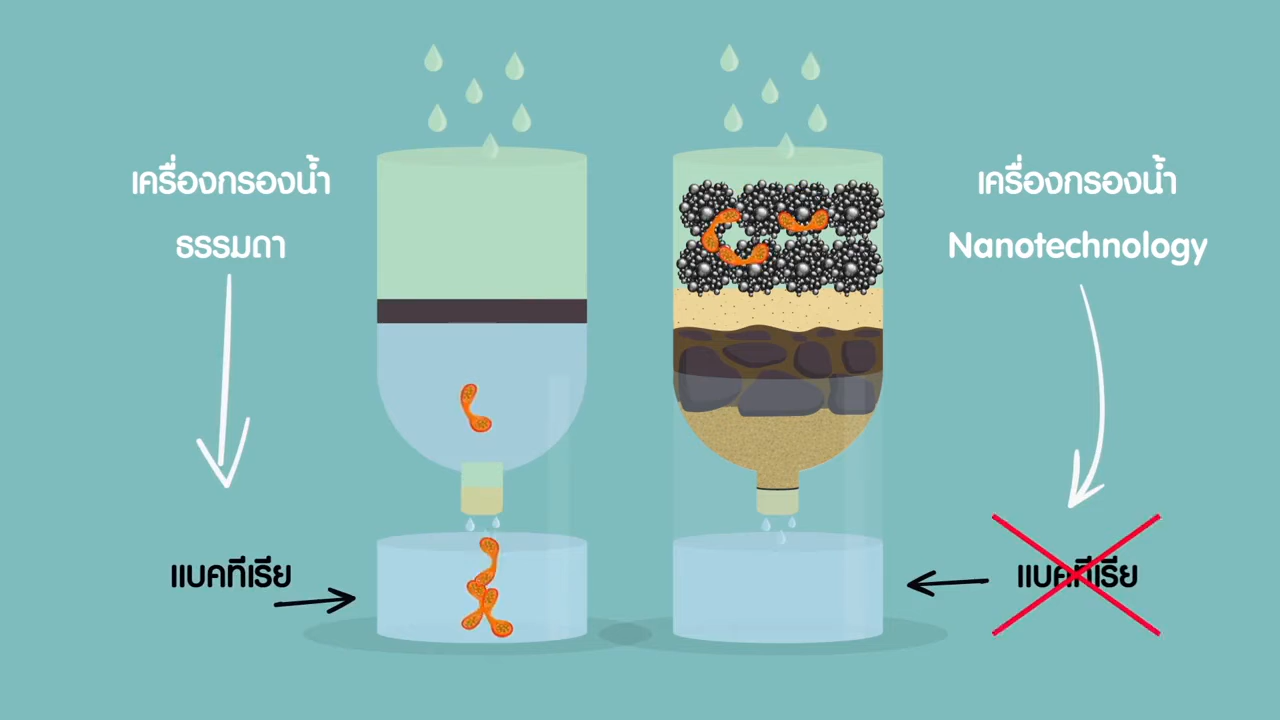 เครื่องกรองน้ำ
ธรรมดา
เครื่องกรองน้ำ
Nanotechnology
แบคทีเรีย
แบคทีเรีย